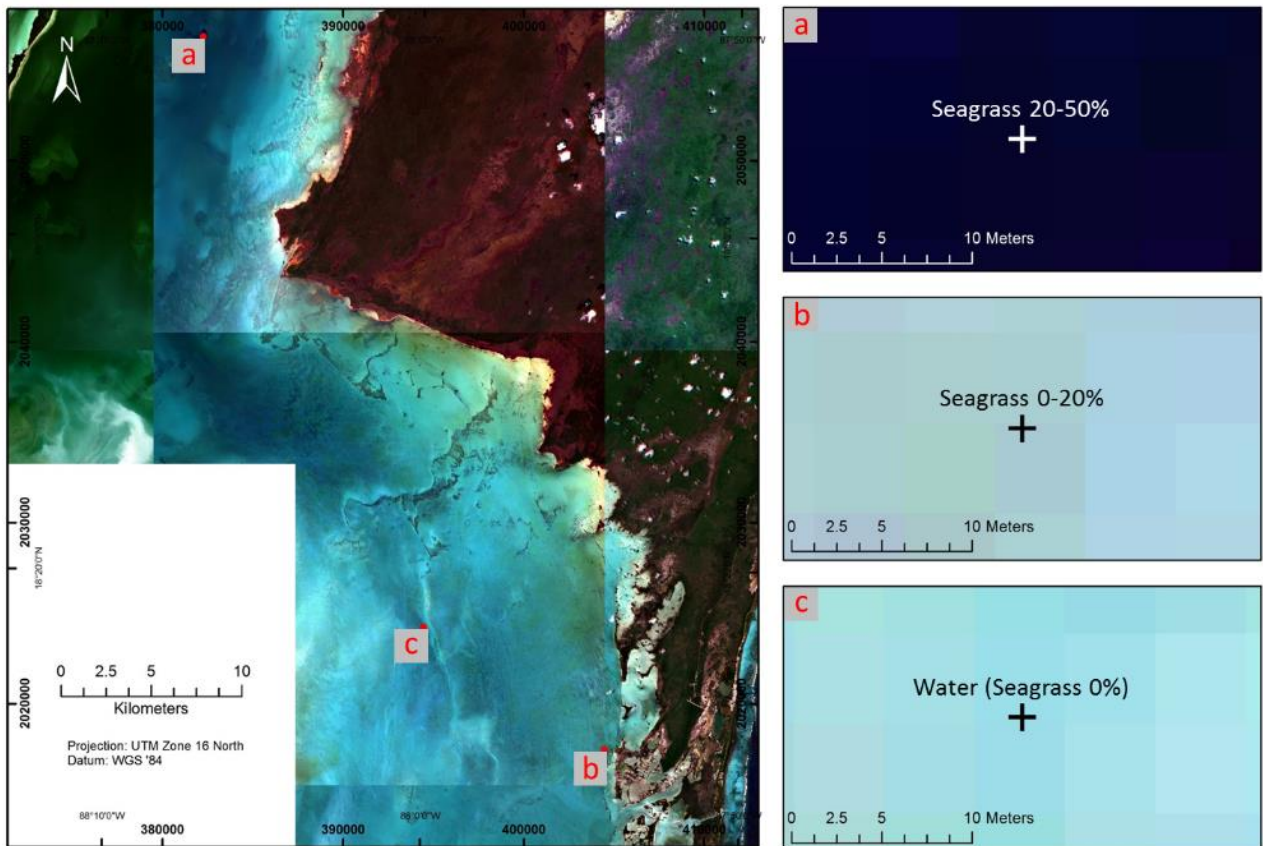 380000
390000
400000
410000
N
a
2050000
2050000
2040000
2040000
2030000
18°20'0"N
c
0 2.5 5 10
Kilometers
2020000
Projection: UTM Zone 16 North
Datum: WGS '84
b
88°10'0"W
380000
390000
400000
410000
a
Seagrass 20-50%
0 2.5 5 10 Meters
b
Seagrass 0-20%
0 2.5 5 10 Meters
c
Water (Seagrass 0%)
0 2.5 5 10 Meters